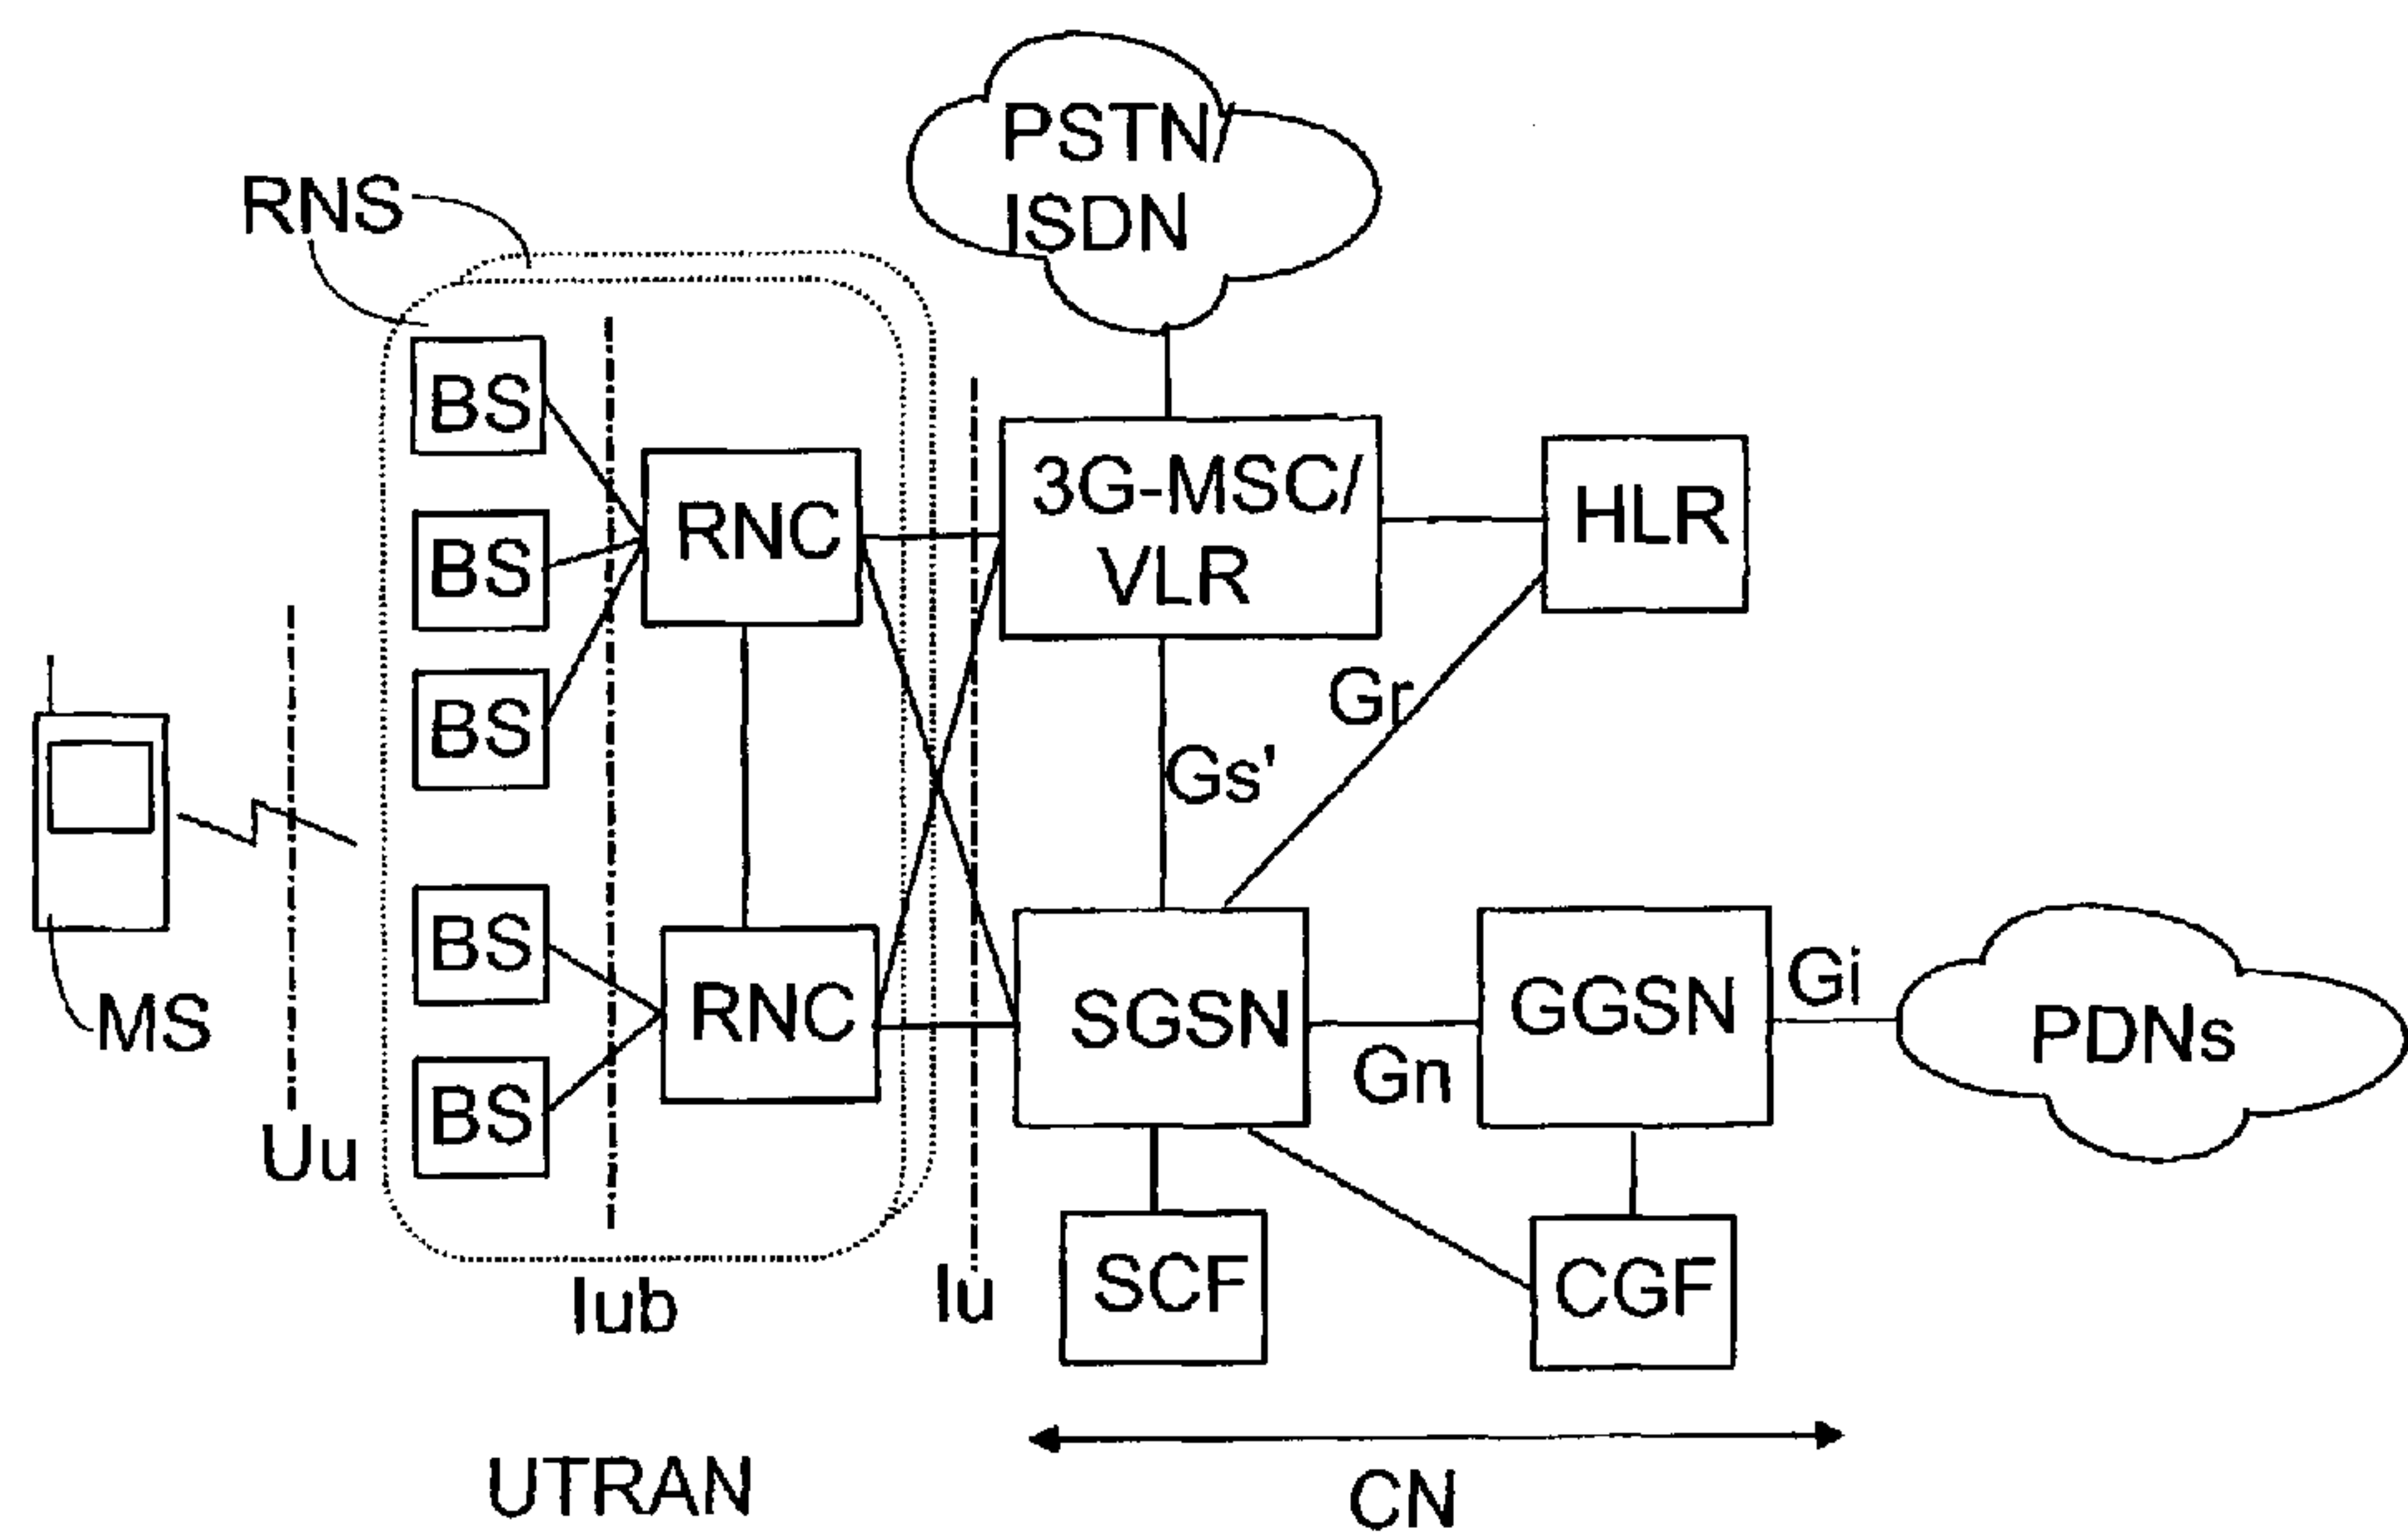 PSTN/
ISDN
RNS
BS
BS
BS
BS
BS
RNC
RNC
3G-MSC/
VLR
HLR
Gr
Gs'
MS
Uu
SGSN
Gn
GGSN
Gi
PDNs
Iub
Iu
SCF
CGF
UTRAN
CN